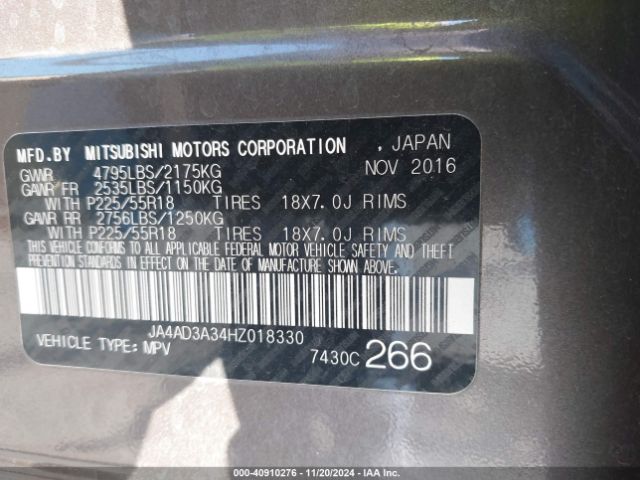 MFD.BY MITSUBISHI MOTORS CORPORATION , JAPAN
GVWR 4795LBS/2175KG NOV 2016
GAWR FR 2535LBS/1150KG
WITH P225/55R18 TIRES 18X7.0J RIMS
GAWR RR 2756LBS/1250KG
WITH P225/55R18 TIRES 18X7.0J RIMS
THIS VEHICLE CONFORMS TO ALL APPLICABLE FEDERAL MOTOR VEHICLE SAFETY AND THEFT
PREVENTION STANDARDS IN EFFECT ON THE DATE OF MANUFACTURE SHOWN ABOVE.
JA4AD3A34HZ018330
VEHICLE TYPE: MPV 7430C 266
000-40910276 - 11/20/2024 - IAA Inc.